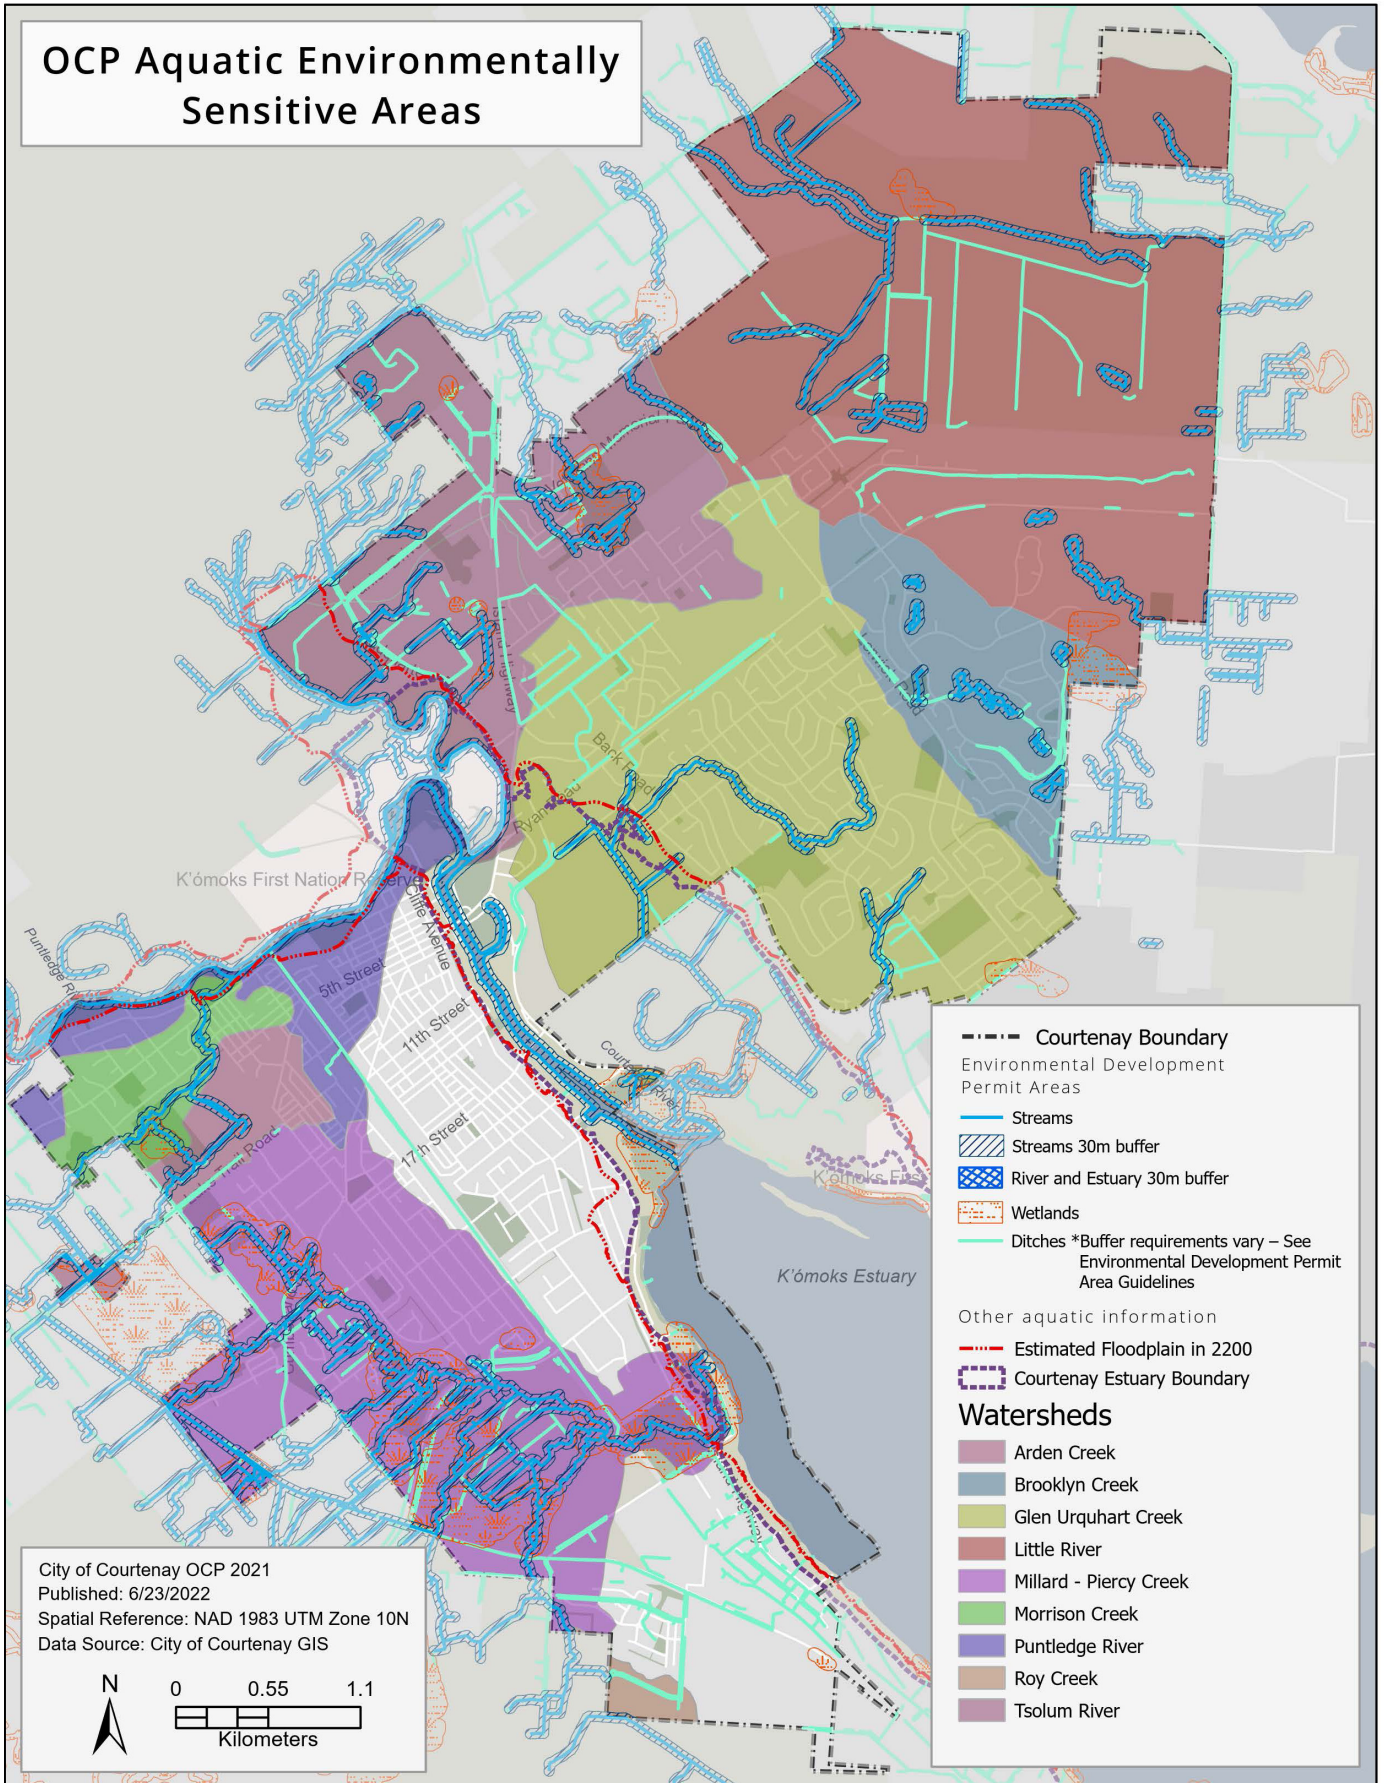 OCP Aquatic Environmentally
Sensitive Areas
Back Road
Ryan Road
K'ómoks First Nation Reserve
Cliffe Avenue
Puntledge
5th Street
11th Street
17th Street
Road
River
K'ómoks Estuary
Courtenay Boundary
Environmental Development
Permit Areas
Streams
Streams 30m buffer
River and Estuary 30m buffer
Wetlands
Ditches *Buffer requirements vary – See
Environmental Development Permit
Area Guidelines
Other aquatic information
Estimated Floodplain in 2200
Courtenay Estuary Boundary
Watersheds
Arden Creek
Brooklyn Creek
Glen Urquhart Creek
Little River
Millard - Piercy Creek
Morrison Creek
Puntledge River
Roy Creek
Tsolum River
City of Courtenay OCP 2021
Published: 6/23/2022
Spatial Reference: NAD 1983 UTM Zone 10N
Data Source: City of Courtenay GIS
N
0 0.55 1.1
Kilometers